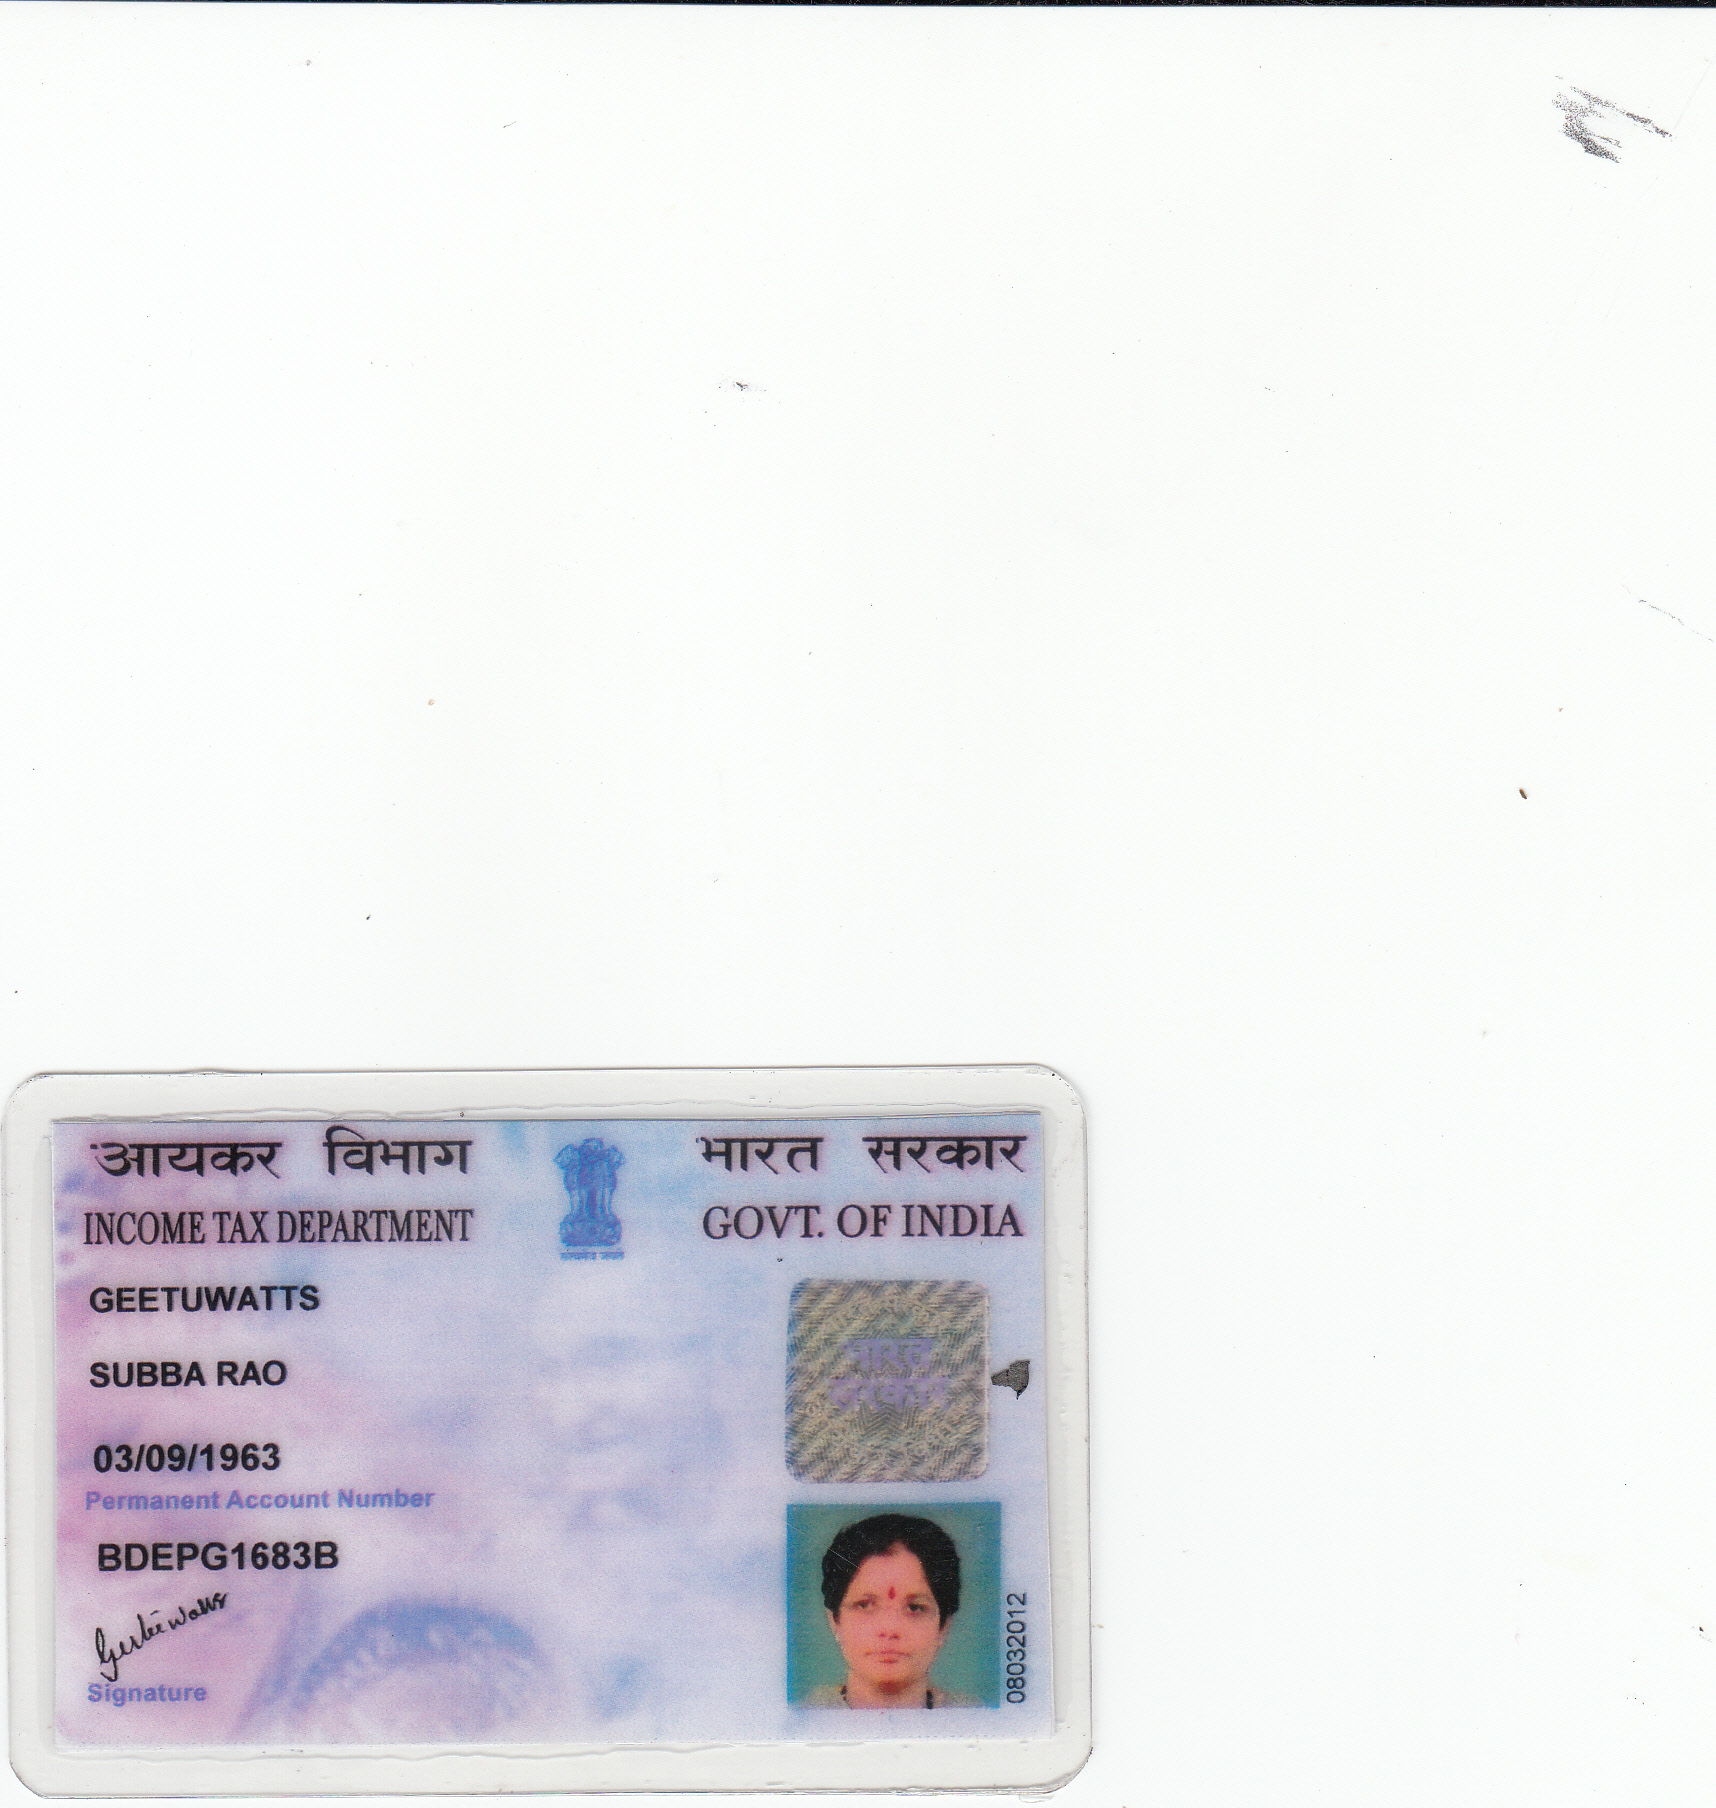 आयकर विभाग
भारत सरकार
INCOME TAX DEPARTMENT
GOVT. OF INDIA
GEETUWATTS
SUBBA RAO
03/09/1963
Permanent Account Number
BDEPG1683B
Geetuwatts
Signature
भारत
सरकार
08032012